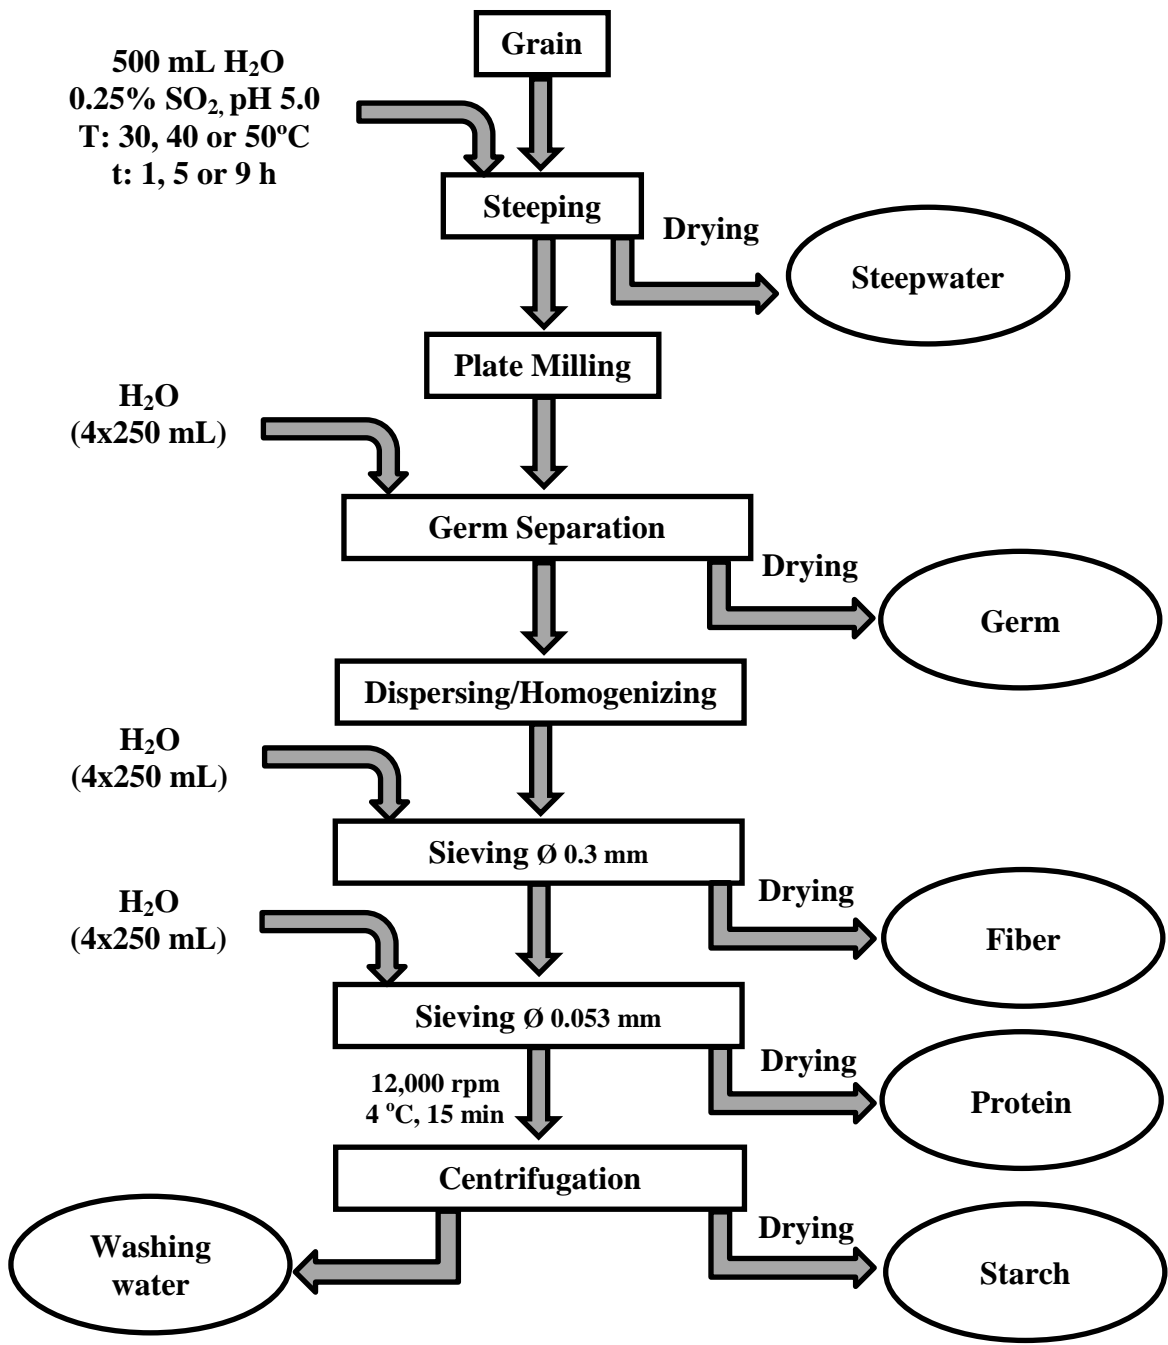 Grain
500 mL H₂O
0.25% SO₂, pH 5.0
T: 30, 40 or 50ºC
t: 1, 5 or 9 h
Steeping
Drying
Steepwater
Plate Milling
H₂O
(4x250 mL)
Germ Separation
Drying
Germ
Dispersing/Homogenizing
H₂O
(4x250 mL)
Sieving Ø 0.3 mm
Drying
Fiber
H₂O
(4x250 mL)
Sieving Ø 0.053 mm
Drying
Protein
12,000 rpm
4 ºC, 15 min
Centrifugation
Drying
Starch
Washing
water